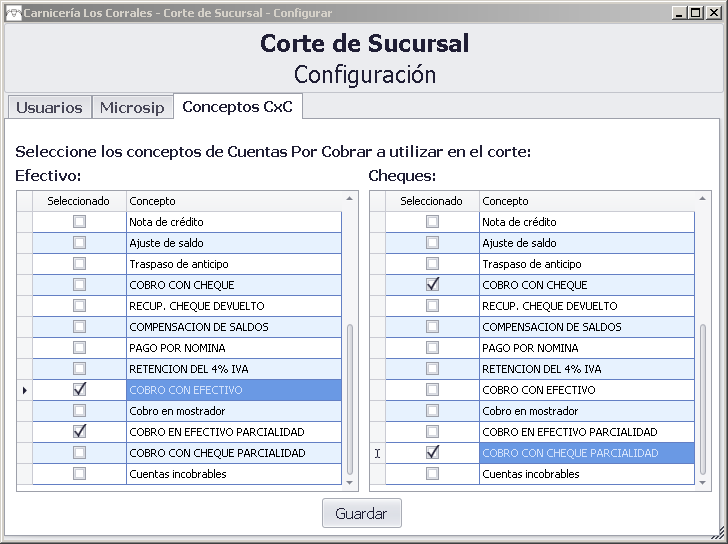 Carnicería Los Corrales - Corte de Sucursal - Configurar
Corte de Sucursal
Configuración
Usuarios Microsip Conceptos CxC
Seleccione los conceptos de Cuentas Por Cobrar a utilizar en el corte:
Efectivo:
Seleccionado Concepto
Nota de crédito
Ajuste de saldo
Traspaso de anticipo
COBRO CON CHEQUE
RECUP. CHEQUE DEVUELTO
COMPENSACION DE SALDOS
PAGO POR NOMINA
RETENCION DEL 4% IVA
COBRO CON EFECTIVO
Cobro en mostrador
COBRO EN EFECTIVO PARCIALIDAD
COBRO CON CHEQUE PARCIALIDAD
Cuentas incobrables
Cheques:
Seleccionado Concepto
Nota de crédito
Ajuste de saldo
Traspaso de anticipo
COBRO CON CHEQUE
RECUP. CHEQUE DEVUELTO
COMPENSACION DE SALDOS
PAGO POR NOMINA
RETENCION DEL 4% IVA
COBRO CON EFECTIVO
Cobro en mostrador
COBRO EN EFECTIVO PARCIALIDAD
COBRO CON CHEQUE PARCIALIDAD
Cuentas incobrables
Guardar